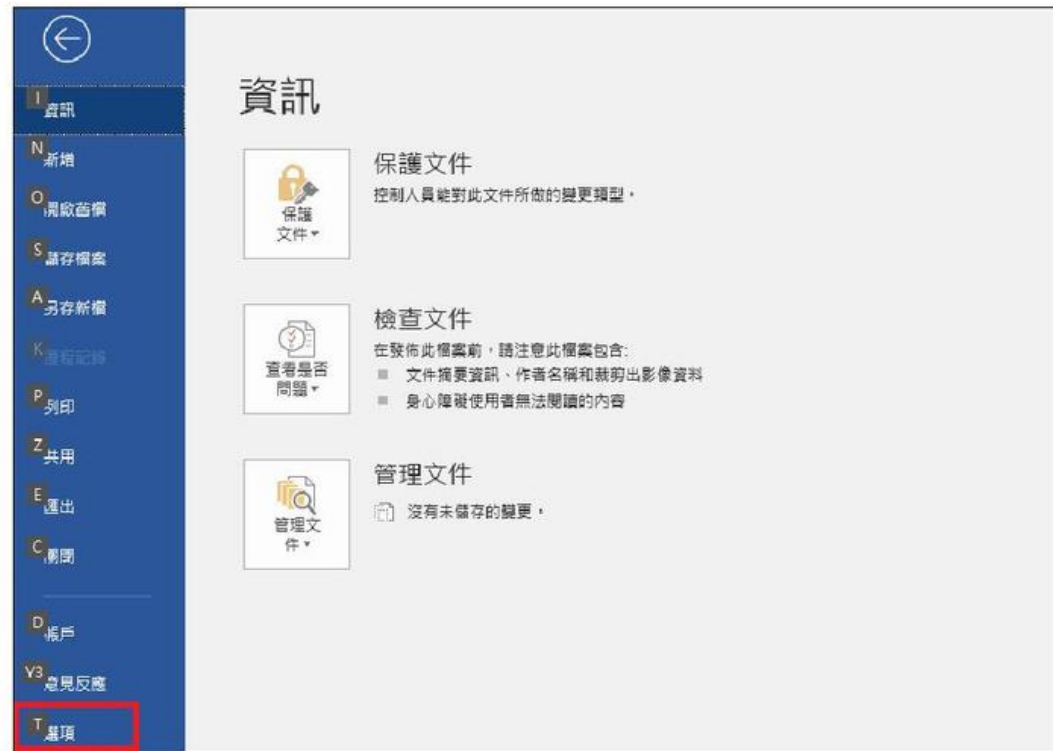 I 資訊
N 新增
O 開啟舊檔
S 儲存檔案
A 另存新檔
K
P 列印
Z 共用
E 匯出
C 關閉
D 帳戶
Y3 意見反應
T 選項
資訊
保護
文件
保護文件
控制人員能對此文件所做的變更類型。
查看是否
問題
檢查文件
在發佈此檔案前，請注意此檔案包含:
文件摘要資訊、作者名稱和裁剪出影像資料
身心障礙使用者無法閱讀的內容
管理文
件
管理文件
沒有未儲存的變更。